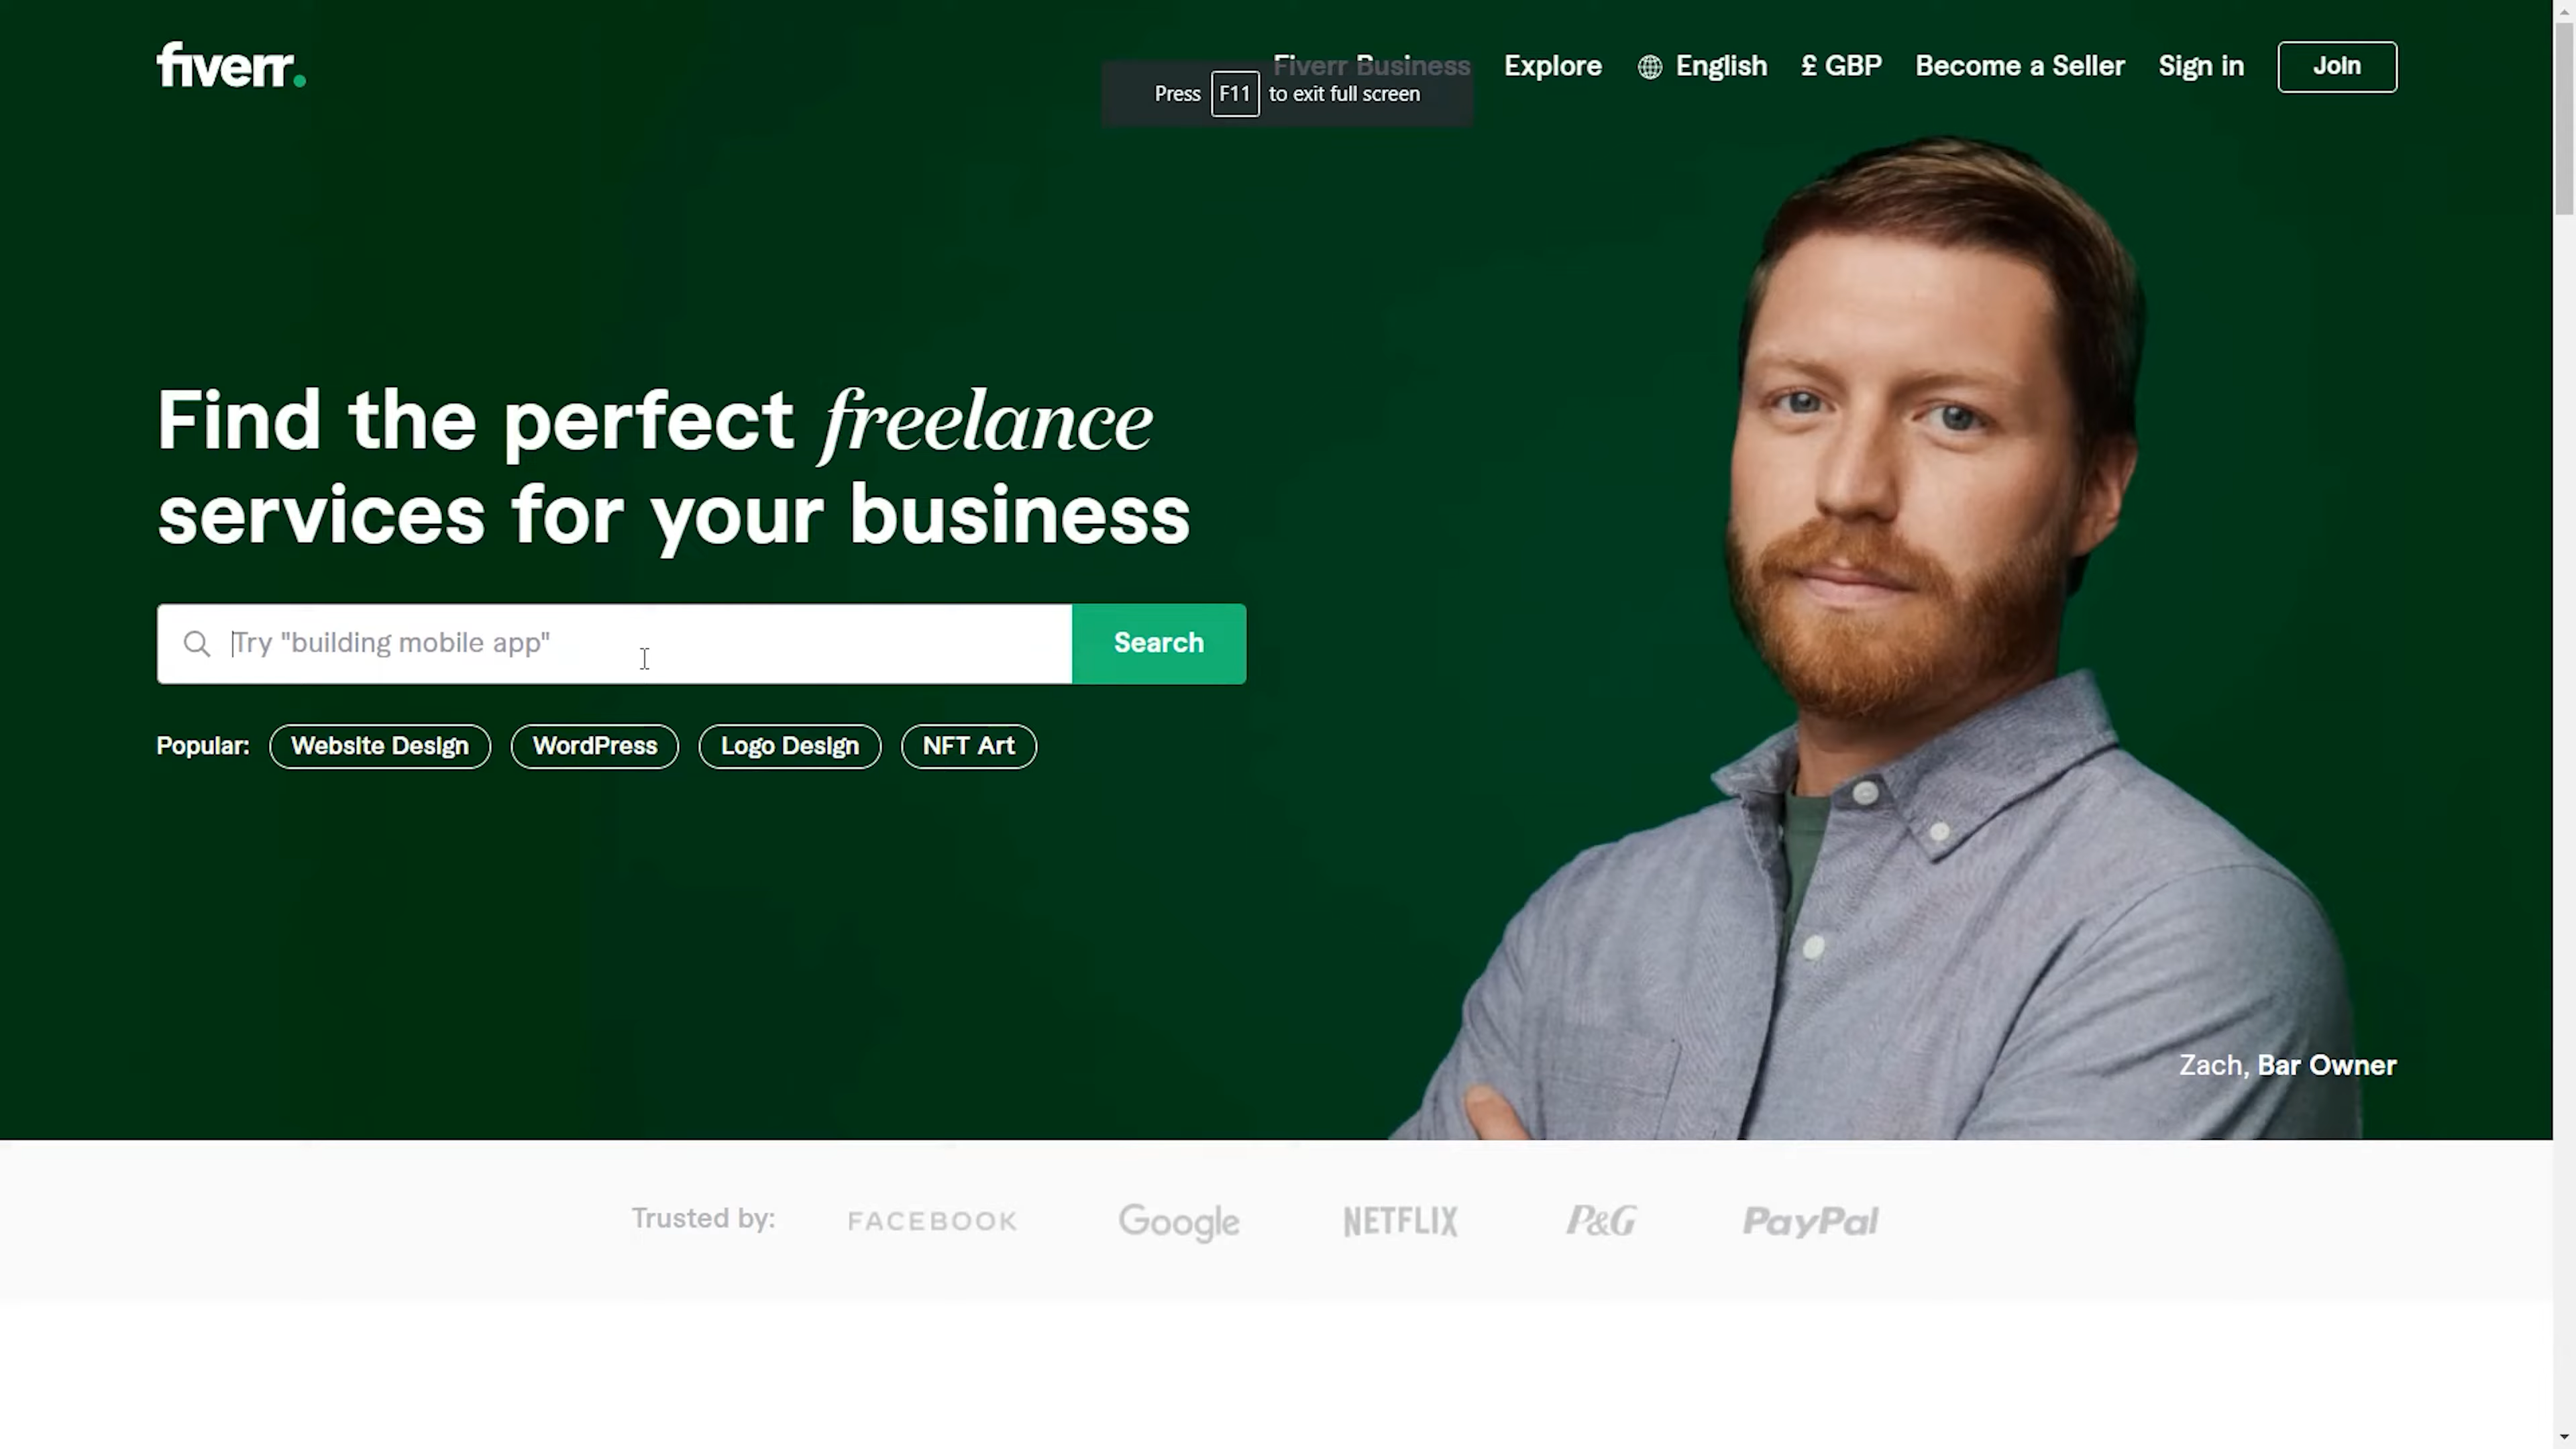 fiverr.
Fiverr Business Explore English £ GBP Become a Seller Sign in Join
Press F11 to exit full screen
Find the perfect freelance
services for your business
Try "building mobile app" Search
Popular: Website Design WordPress Logo Design NFT Art
Zach, Bar Owner
Trusted by: FACEBOOK Google NETFLIX P&G PayPal